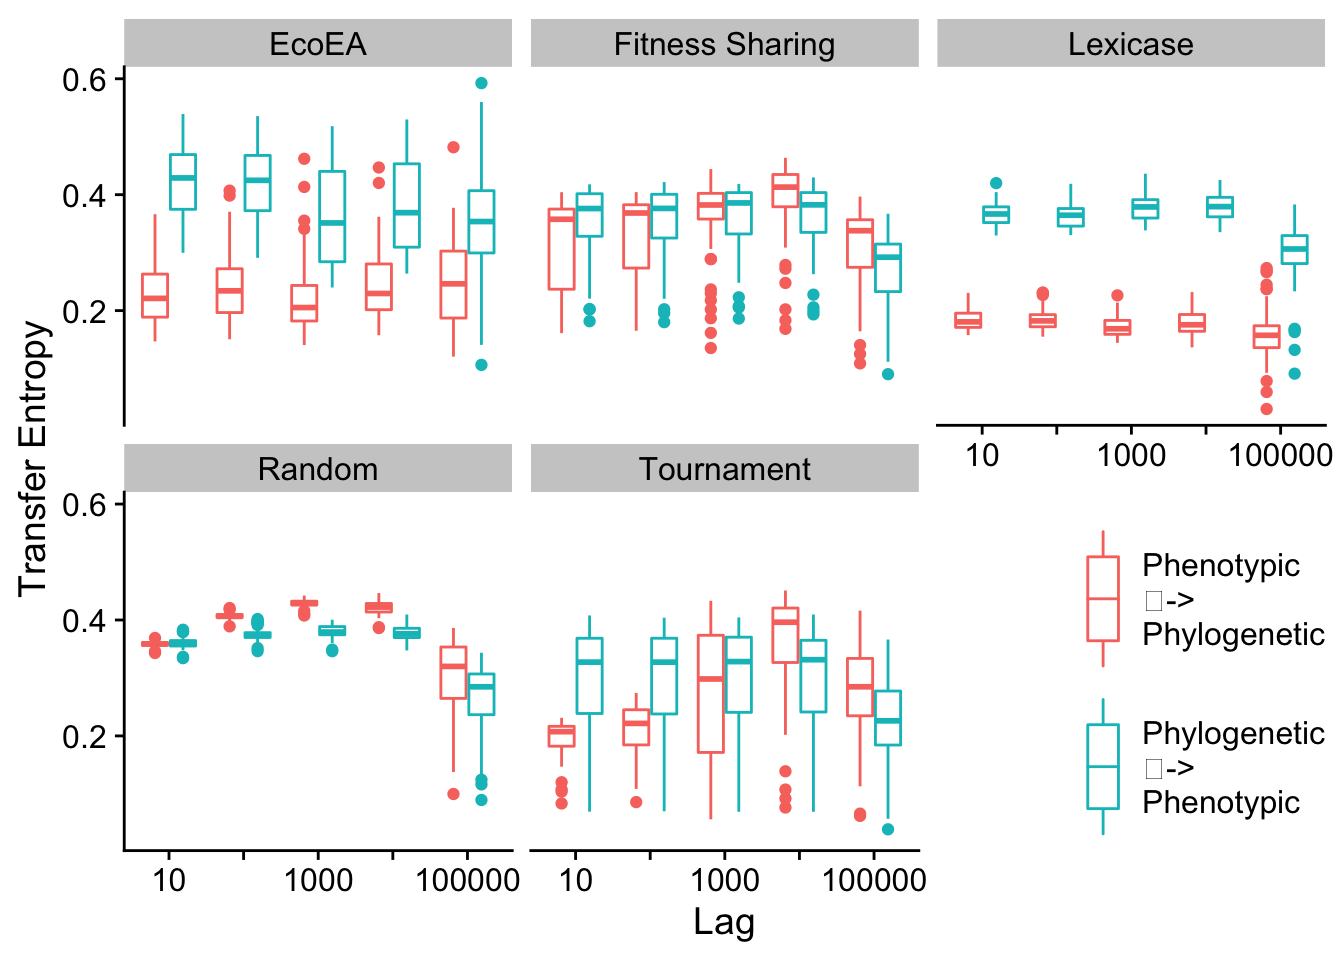 EcoEA
Fitness Sharing
Lexicase
0.6
0.4
0.2
10
1000
100000
Transfer Entropy
Random
Tournament
0.6
0.4
0.2
10
1000
100000
10
1000
100000
Lag
Phenotypic
□->
Phylogenetic
Phylogenetic
□->
Phenotypic